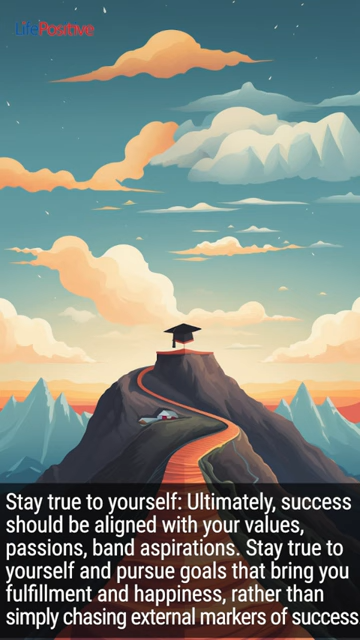 LifePositive
Stay true to yourself: Ultimately, success
should be aligned with your values,
passions, band aspirations. Stay true to
yourself and pursue goals that bring you
fulfillment and happiness, rather than
simply chasing external markers of success